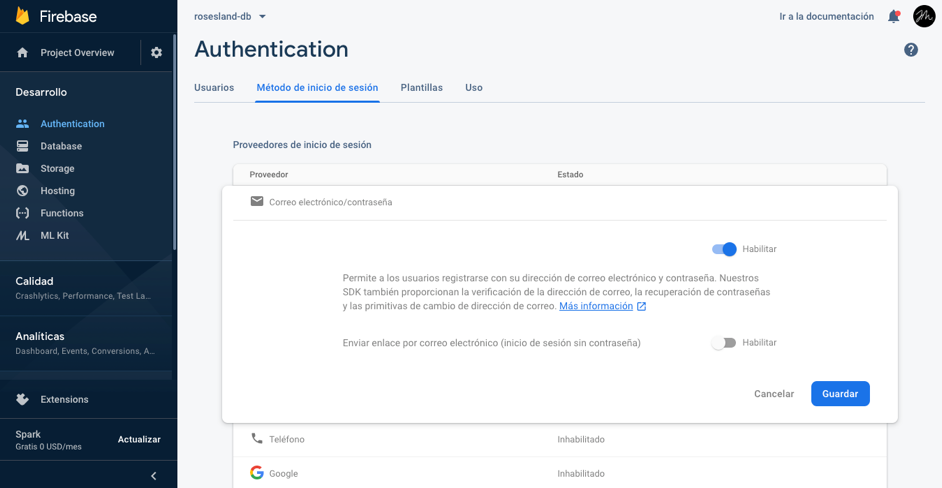 Firebase
rosesland-db
Ir a la documentación
Project Overview
Authentication
Desarrollo
Usuarios
Método de inicio de sesión
Plantillas
Uso
Authentication
Database
Storage
Hosting
Functions
ML Kit
Proveedores de inicio de sesión
Proveedor
Estado
Correo electrónico/contraseña
Habilitar
Permite a los usuarios registrarse con su dirección de correo electrónico y contraseña. Nuestros
SDK también proporcionan la verificación de la dirección de correo, la recuperación de contraseñas
y las primitivas de cambio de dirección de correo. Más información
Enviar enlace por correo electrónico (inicio de sesión sin contraseña)
Habilitar
Cancelar
Guardar
Teléfono
Inhabilitado
Google
Inhabilitado
Calidad
Crashlytics, Performance, Test La...
Analíticas
Dashboard, Events, Conversions, A...
Extensions
Spark
Gratis 0 USD/mes
Actualizar